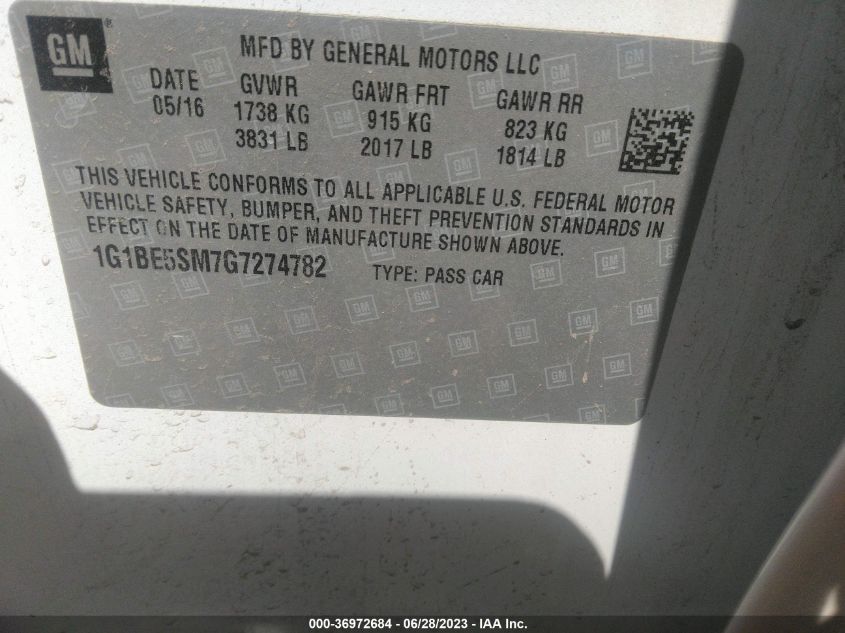 GM
MFD BY GENERAL MOTORS LLC
DATE GVWR GAWR FRT GAWR RR
05/16 1738 KG 915 KG 823 KG
3831 LB 2017 LB 1814 LB
THIS VEHICLE CONFORMS TO ALL APPLICABLE U.S. FEDERAL MOTOR
VEHICLE SAFETY, BUMPER, AND THEFT PREVENTION STANDARDS IN
EFFECT ON THE DATE OF MANUFACTURE SHOWN ABOVE.
1G1BE5SM7G7274782 TYPE: PASS CAR
000-36972684 - 06/28/2023 - IAA Inc.